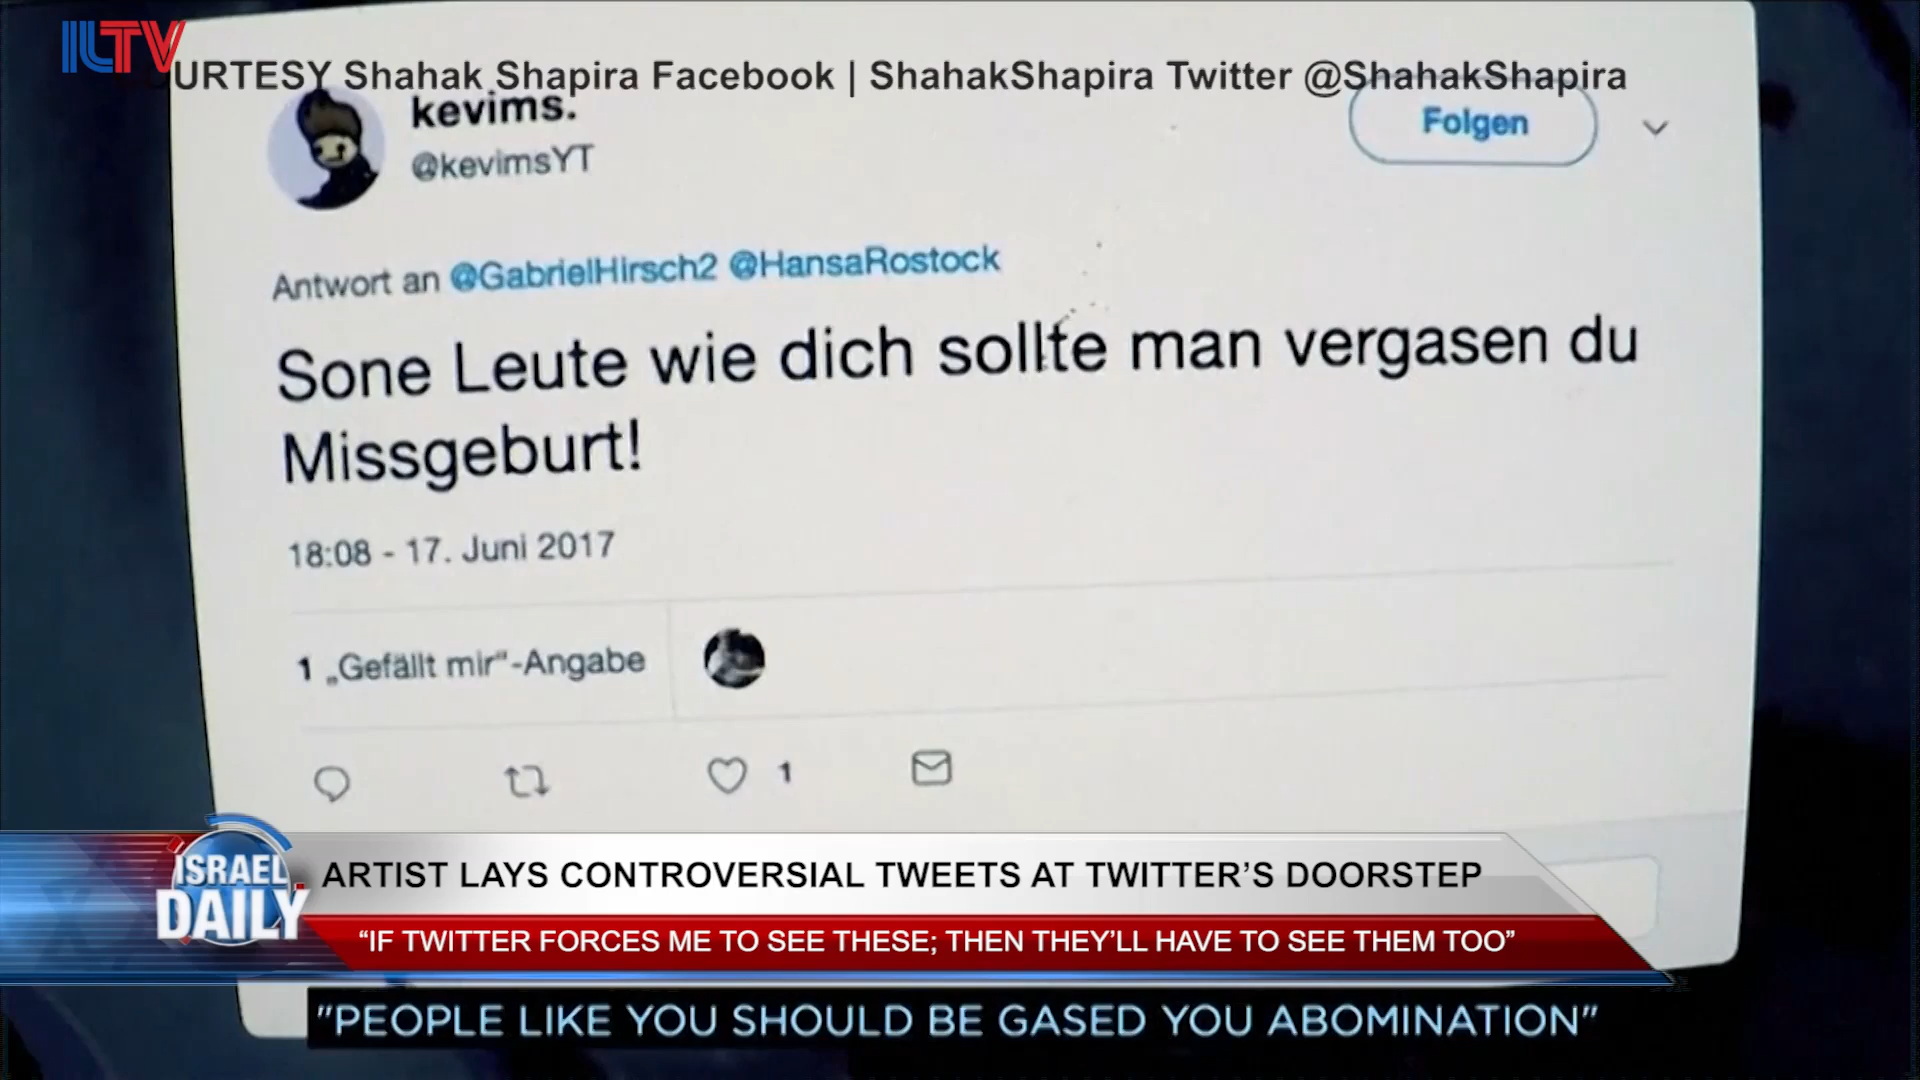 ILTV
URTESY Shahak Shapira Facebook | ShahakShapira Twitter @ShahakShapira
kevims.
Folgen
@kevimsYT
Antwort an @GabrielHirsch2 @HansaRostock
Sone Leute wie dich sollte man vergasen du
Missgeburt!
18:08 - 17. Juni 2017
1 „Gefällt mir“-Angabe
1
ISRAEL
DAILY
ARTIST LAYS CONTROVERSIAL TWEETS AT TWITTER'S DOORSTEP
“IF TWITTER FORCES ME TO SEE THESE; THEN THEY'LL HAVE TO SEE THEM TOO”
"PEOPLE LIKE YOU SHOULD BE GASED YOU ABOMINATION"